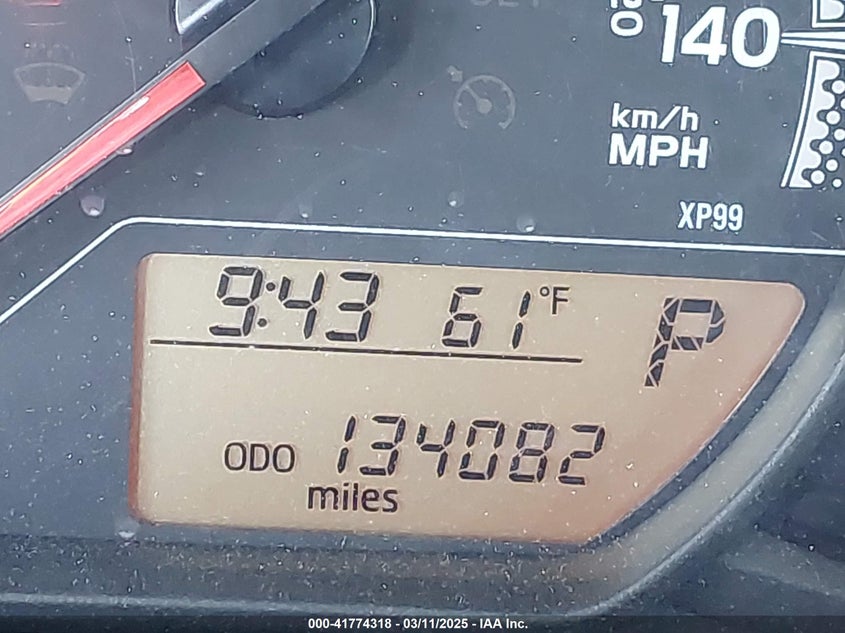 140
km/h
MPH
XP99
9:43 61°F P
ODO 134082
miles
000-41774318 - 03/11/2025 - IAA Inc.